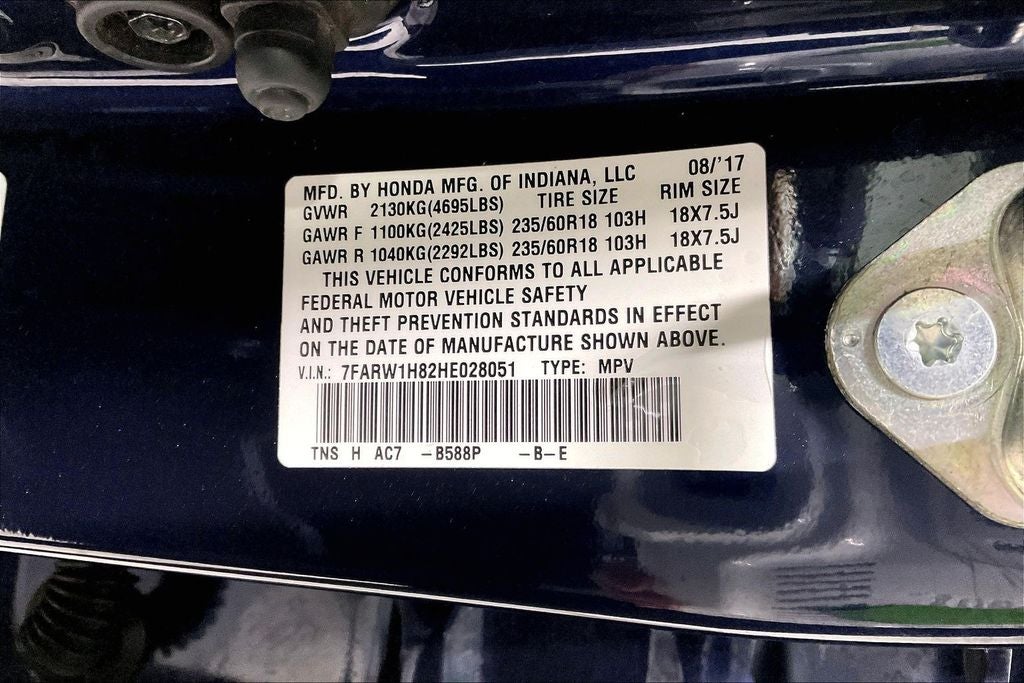 MFD. BY HONDA MFG. OF INDIANA, LLC 08/'17
GVWR 2130KG(4695LBS) TIRE SIZE RIM SIZE
GAWR F 1100KG(2425LBS) 235/60R18 103H 18X7.5J
GAWR R 1040KG(2292LBS) 235/60R18 103H 18X7.5J
THIS VEHICLE CONFORMS TO ALL APPLICABLE
FEDERAL MOTOR VEHICLE SAFETY
AND THEFT PREVENTION STANDARDS IN EFFECT
ON THE DATE OF MANUFACTURE SHOWN ABOVE.
V.I.N.: 7FARW1H82HE028051 TYPE: MPV
TNS H AC7 -B588P -B-E